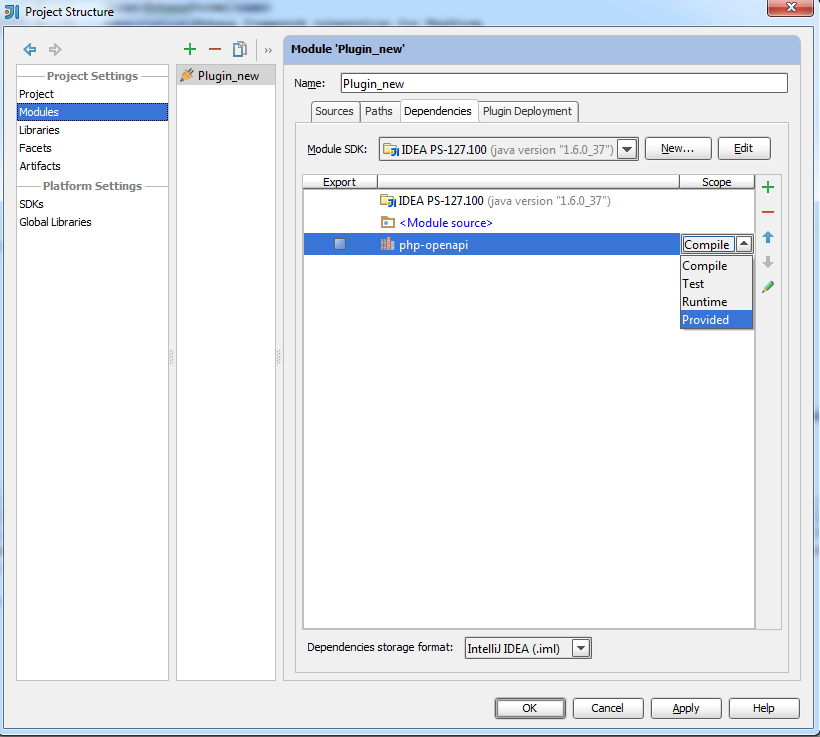 Project Structure
»
Project Settings
Project
Modules
Libraries
Facets
Artifacts
Platform Settings
SDKs
Global Libraries
Plugin_new
Module 'Plugin_new'
Name: Plugin_new
Sources Paths Dependencies Plugin Deployment
Module SDK: IDEA PS-127.100 (java version "1.6.0_37") New... Edit
Export Scope
IDEA PS-127.100 (java version "1.6.0_37")
<Module source>
php-openapi Compile
Compile
Test
Runtime
Provided
Dependencies storage format: IntelliJ IDEA (.iml)
OK Cancel Apply Help